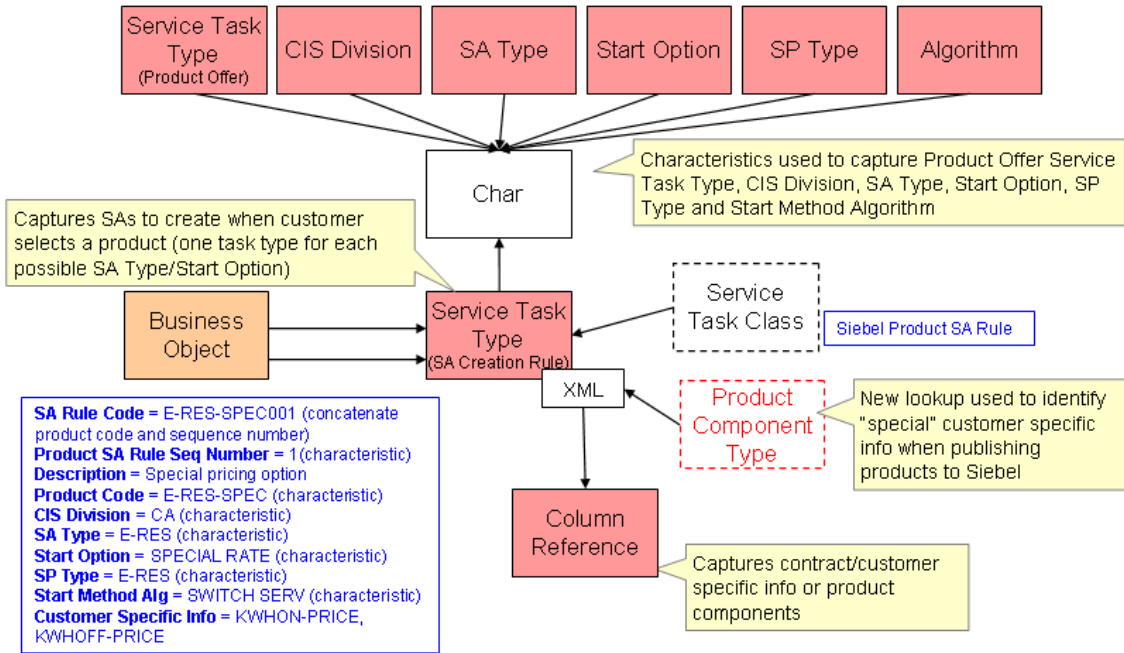 Service Task
Type
(Product Offer)
CIS Division
SA Type
Start Option
SP Type
Algorithm
Char
Characteristics used to capture Product Offer Service
Task Type, CIS Division, SA Type, Start Option, SP
Type and Start Method Algorithm
Captures SAs to create when customer
selects a product (one task type for each
possible SA Type/Start Option)
Business
Object
Service Task
Type
(SA Creation Rule)
Service
Task Class
Siebel Product SA Rule
XML
Product
Component
Type
New lookup used to identify
"special" customer specific
info when publishing
products to Siebel
SA Rule Code = E-RES-SPEC001 (concatenate
product code and sequence number)
Product SA Rule Seq Number = 1 (characteristic)
Description = Special pricing option
Product Code = E-RES-SPEC (characteristic)
CIS Division = CA (characteristic)
SA Type = E-RES (characteristic)
Start Option = SPECIAL RATE (characteristic)
SP Type = E-RES (characteristic)
Start Method Alg = SWITCH SERV (characteristic)
Customer Specific Info = KWHON-PRICE,
KWHOFF-PRICE
Column
Reference
Captures contract/customer
specific info or product
components